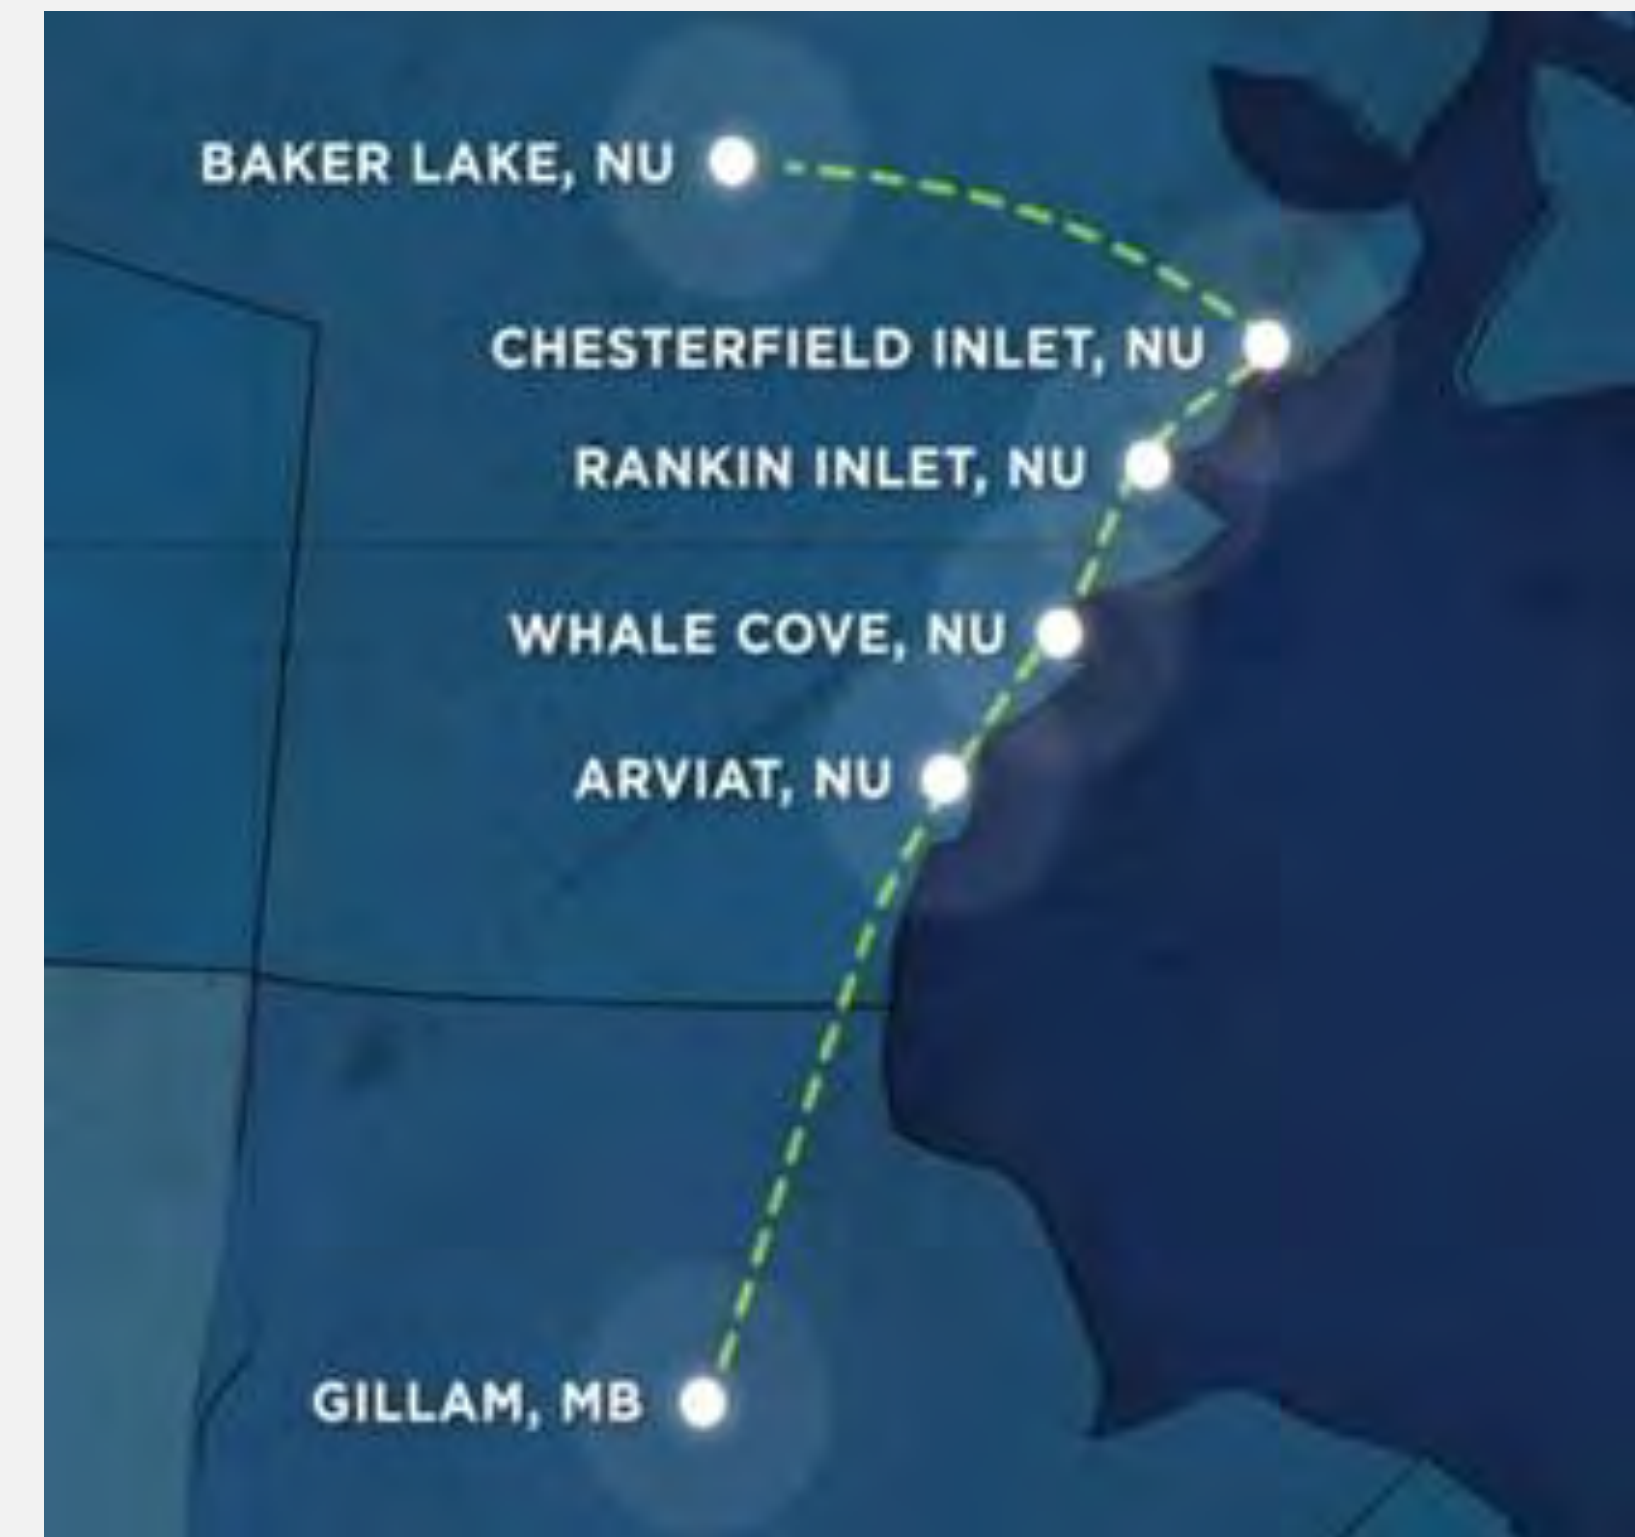 BAKER LAKE, NU
CHESTERFIELD INLET, NU
RANKIN INLET, NU
WHALE COVE, NU
ARVIAT, NU
GILLAM, MB